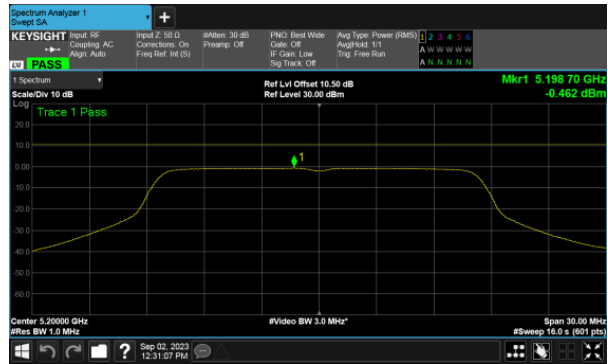 Spectrum Analyzer 1
Swept SA
KEYSIGHT Input: RF Input Z: 50 Ω #Atten: 30 dB PNO: Best Wide Avg Type: Power (RMS) 1 2 3 4 5 6
Coupling: AC Corrections: On Preamp: Off Gate: Off Avg|Hold: 1/1 A W W W W W
Align: Auto Freq Ref: Int (S) IF Gain: Low Trig: Free Run
LXI PASS Sig Track: Off A N N N N N
1 Spectrum Ref Lvl Offset 10.50 dB Mkr1 5.198 70 GHz
Scale/Div 10 dB Ref Level 30.00 dBm -0.462 dBm
Log
Trace 1 Pass
20.0
10.0
1
0.00
-10.0
-20.0
-30.0
-40.0
-50.0
-60.0
Center 5.20000 GHz #Video BW 3.0 MHz* Span 30.00 MHz
#Res BW 1.0 MHz #Sweep 16.0 s (601 pts)
? Sep 02, 2023
12:31:07 PM